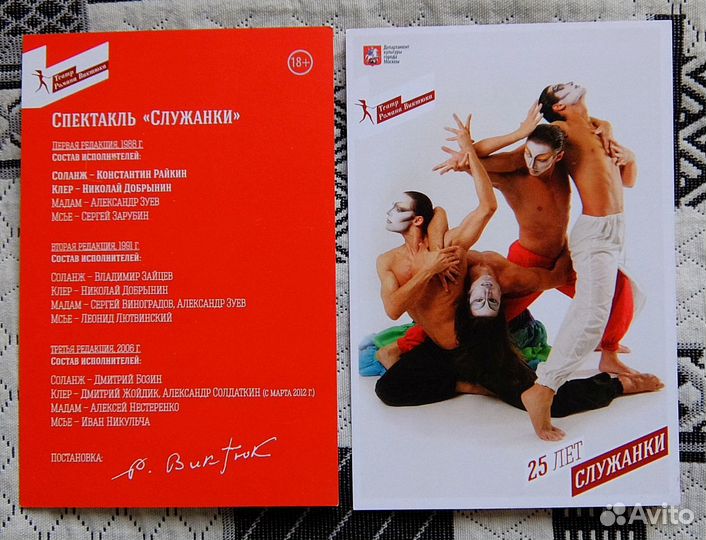 Театр
Романа Виктюка
18+
Спектакль «Служанки»
Первая редакция, 1988 г.
Состав исполнителей:
Соланж – Константин Райкин
Клер – Николай Добрынин
Мадам – Александр Зуев
Мсье – Сергей Зарубин
Вторая редакция, 1991 г.
Состав исполнителей:
Соланж – Владимир Зайцев
Клер – Николай Добрынин
Мадам – Сергей Виноградов, Александр Зуев
Мсье – Леонид Лютвинский
Третья редакция, 2006 г.
Состав исполнителей:
Соланж – Дмитрий Бозин
Клер – Дмитрий Жойдик, Александр Солдаткин (с марта 2012 г.)
Мадам – Алексей Нестеренко
Мсье – Иван Никульча
Постановка:
Р. Виктюк
Департамент
культуры
города
Москвы
Театр
Романа Виктюка
25 лет
Служанки
Avito